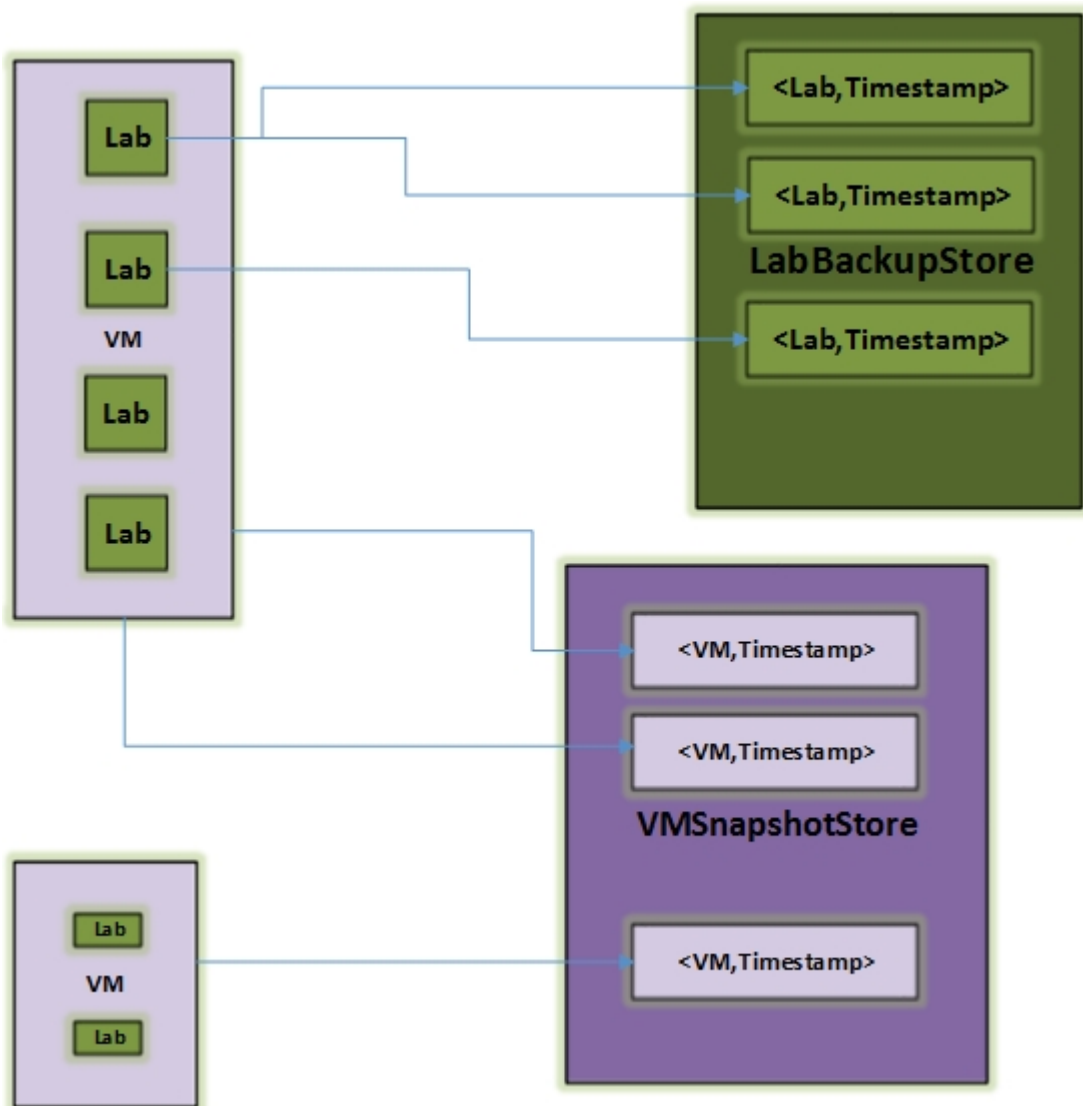 Lab
Lab
VM
Lab
Lab
<Lab,Timestamp>
<Lab,Timestamp>
LabBackupStore
<Lab,Timestamp>
<VM,Timestamp>
<VM,Timestamp>
VMSnapshotStore
<VM,Timestamp>
Lab
VM
Lab